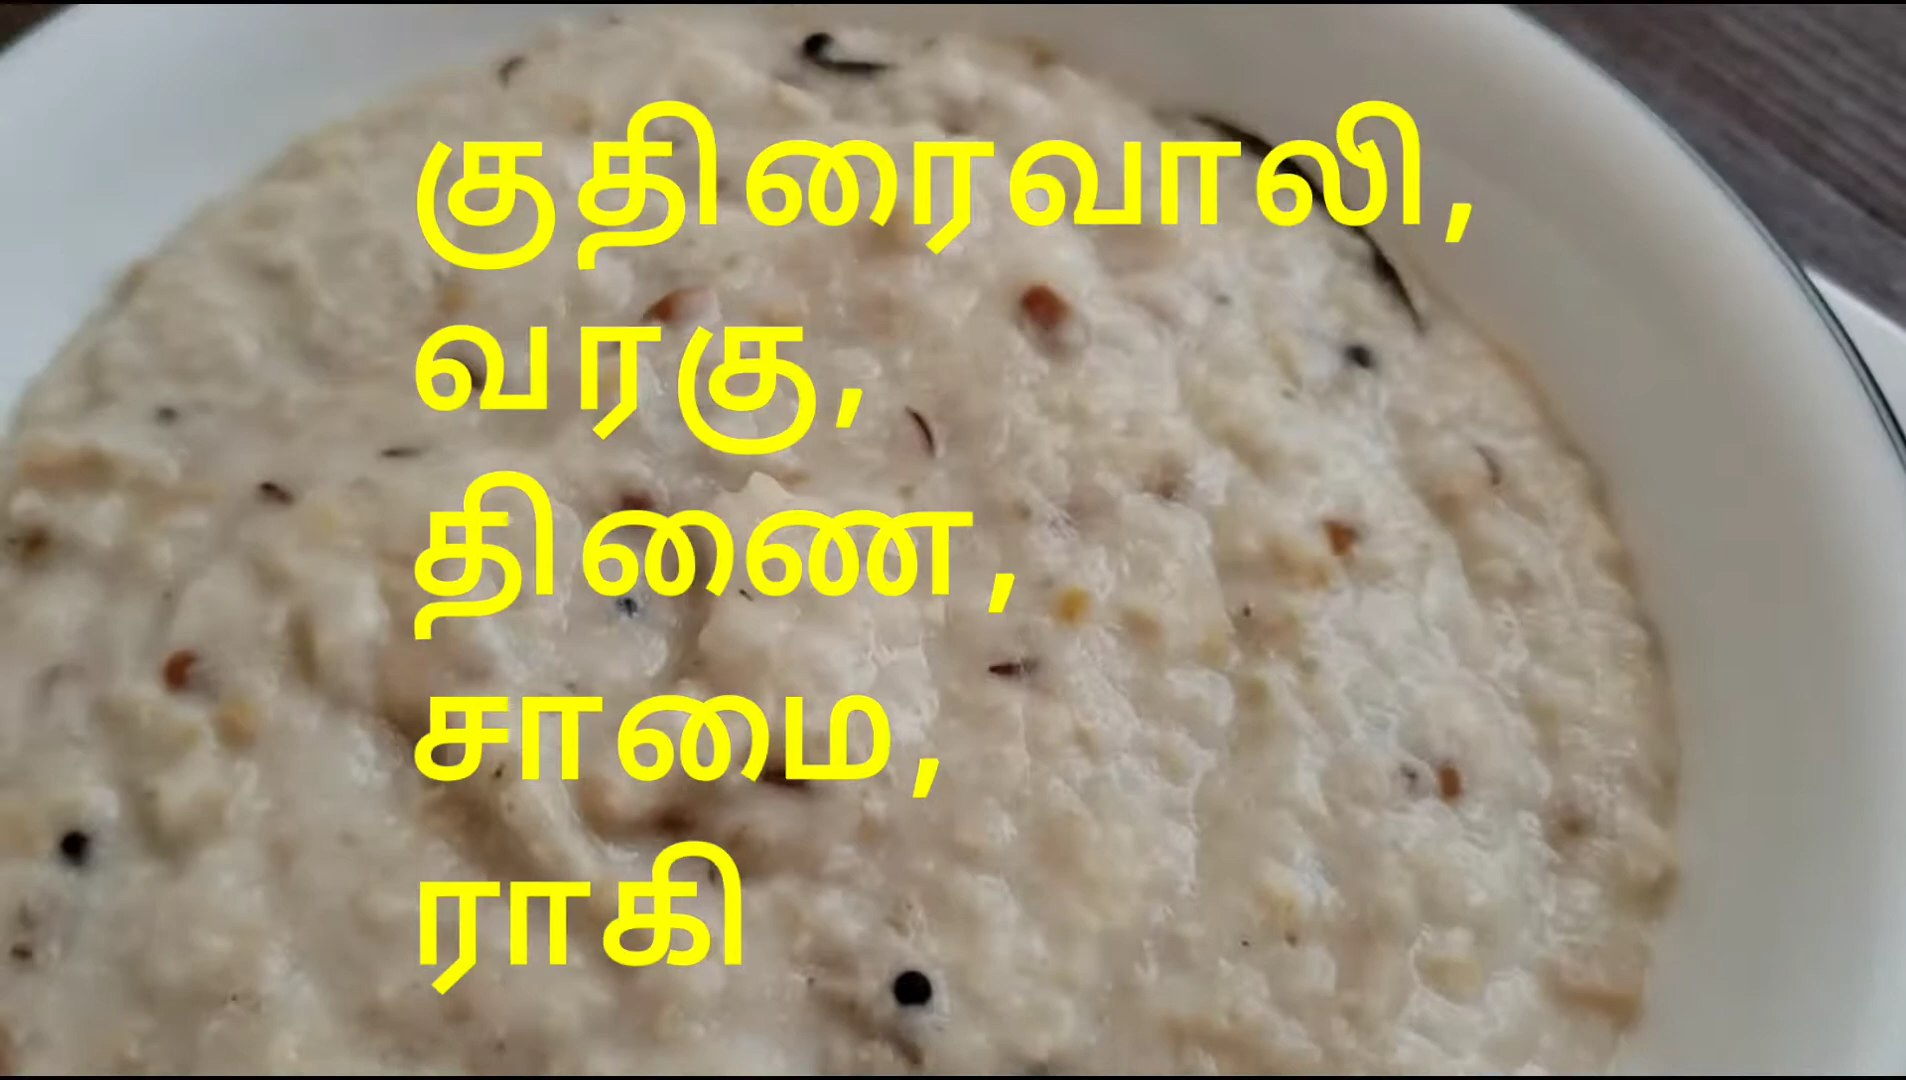 குதிரைவாலி,
வரகு,
திணை,
சாமை,
ராகி